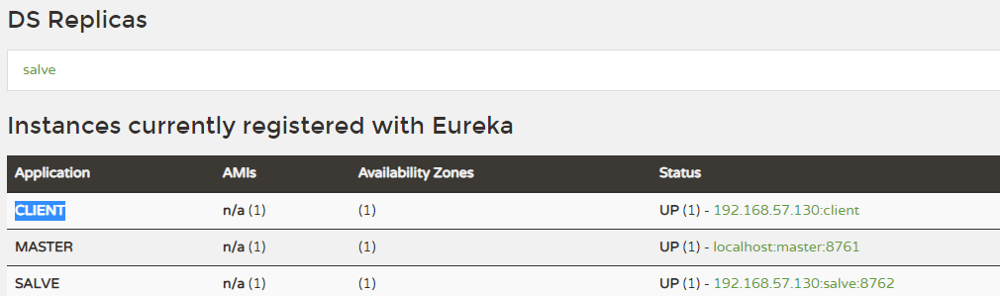 DS Replicas
salve
Instances currently registered with Eureka
Application AMIs Availability Zones Status
CLIENT n/a (1) (1) UP (1) - 192.168.57.130:client
MASTER n/a (1) (1) UP (1) - localhost:master:8761
SALVE n/a (1) (1) UP (1) - 192.168.57.130:salve:8762